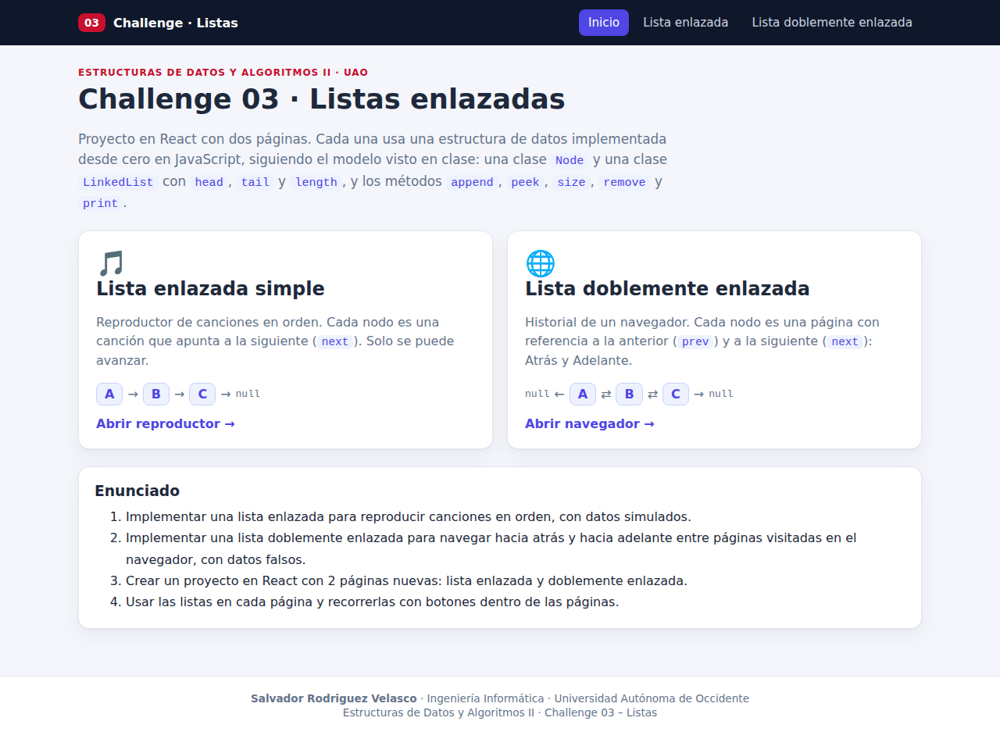 03 Challenge · Listas
Inicio Lista enlazada Lista doblemente enlazada
ESTRUCTURAS DE DATOS Y ALGORITMOS II · UAO
Challenge 03 · Listas enlazadas
Proyecto en React con dos páginas. Cada una usa una estructura de datos implementada
desde cero en JavaScript, siguiendo el modelo visto en clase: una clase Node y una clase
LinkedList con head, tail y length, y los métodos append, peek, size, remove y
print.
🎵
Lista enlazada simple
Reproductor de canciones en orden. Cada nodo es una
canción que apunta a la siguiente (next). Solo se puede
avanzar.
A → B → C → null
Abrir reproductor →
🌐
Lista doblemente enlazada
Historial de un navegador. Cada nodo es una página con
referencia a la anterior (prev) y a la siguiente (next):
Atrás y Adelante.
null ← A ⇄ B ⇄ C → null
Abrir navegador →
Enunciado
1. Implementar una lista enlazada para reproducir canciones en orden, con datos simulados.
2. Implementar una lista doblemente enlazada para navegar hacia atrás y hacia adelante entre páginas visitadas en el
navegador, con datos falsos.
3. Crear un proyecto en React con 2 páginas nuevas: lista enlazada y doblemente enlazada.
4. Usar las listas en cada página y recorrerlas con botones dentro de las páginas.
Salvador Rodriguez Velasco · Ingeniería Informática · Universidad Autónoma de Occidente
Estructuras de Datos y Algoritmos II · Challenge 03 – Listas